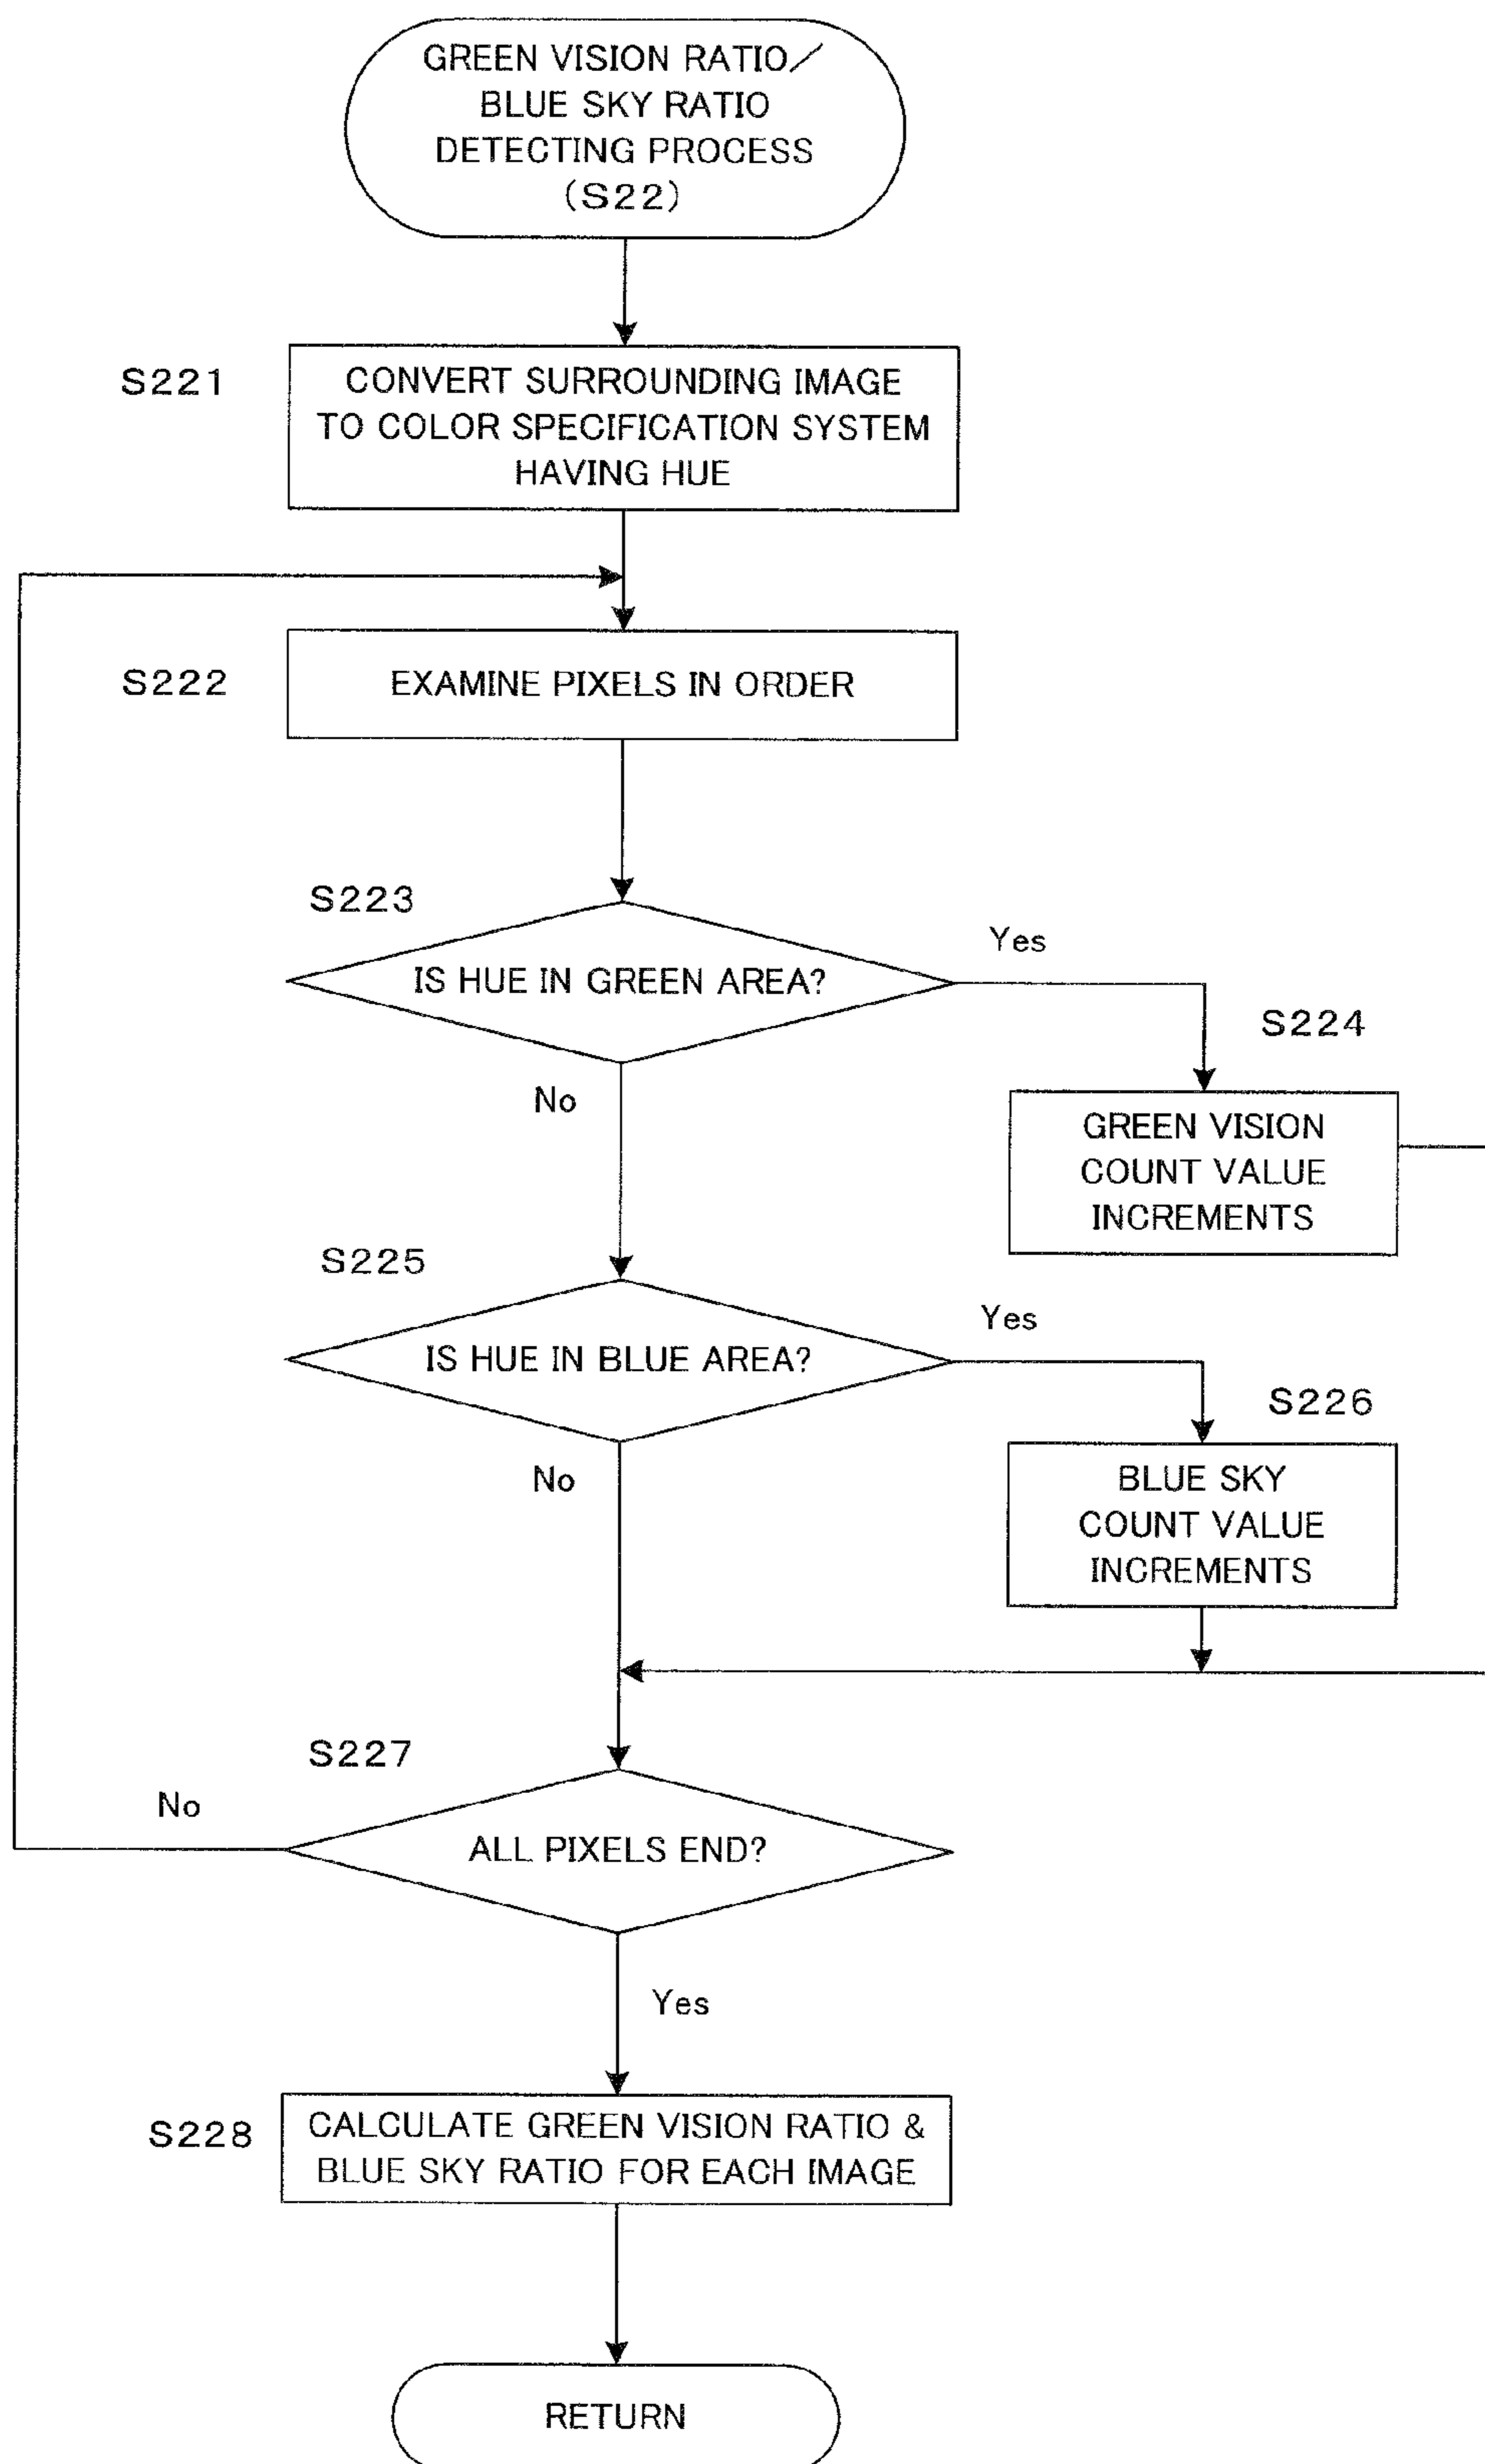 GREEN VISION RATIO/
BLUE SKY RATIO
DETECTING PROCESS
(S22)
S221
CONVERT SURROUNDING IMAGE
TO COLOR SPECIFICATION SYSTEM
HAVING HUE
S222
EXAMINE PIXELS IN ORDER
S223
IS HUE IN GREEN AREA?
Yes
No
S224
GREEN VISION
COUNT VALUE
INCREMENTS
S225
IS HUE IN BLUE AREA?
Yes
No
S226
BLUE SKY
COUNT VALUE
INCREMENTS
S227
No
ALL PIXELS END?
Yes
S228
CALCULATE GREEN VISION RATIO &
BLUE SKY RATIO FOR EACH IMAGE
RETURN